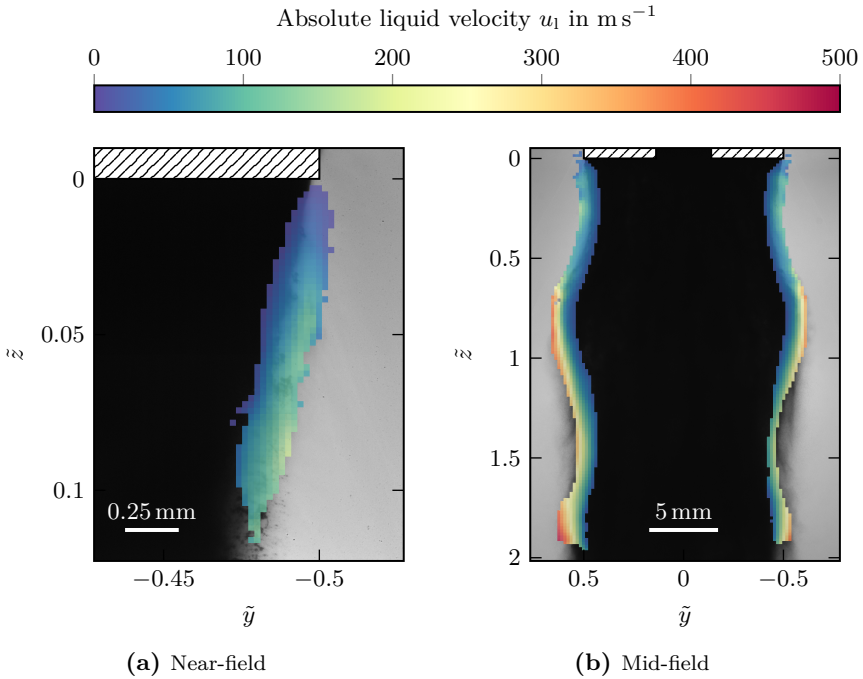 Absolute liquid velocity u_l in m s⁻¹
0 100 200 300 400 500
0
0.05
0.1
z̃
0.25 mm
−0.45 −0.5
ỹ
(a) Near-field
0
0.5
1
1.5
2
z̃
5 mm
0.5 0 −0.5
ỹ
(b) Mid-field